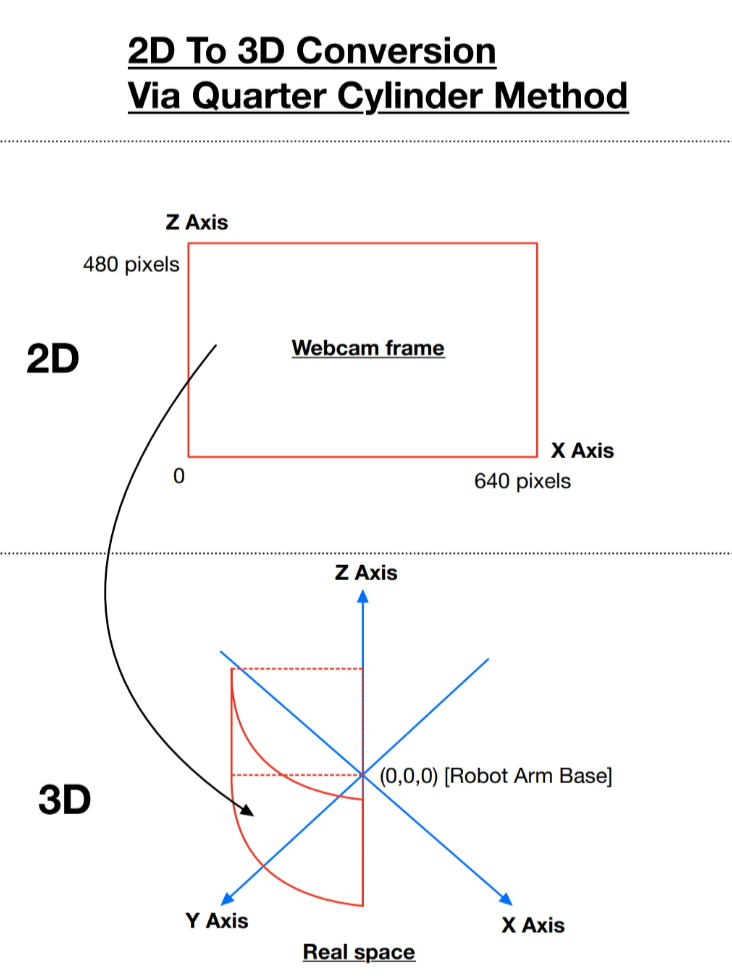 2D To 3D Conversion
Via Quarter Cylinder Method
Z Axis
480 pixels
2D
Webcam frame
X Axis
0
640 pixels
Z Axis
(0,0,0) [Robot Arm Base]
3D
Y Axis
X Axis
Real space